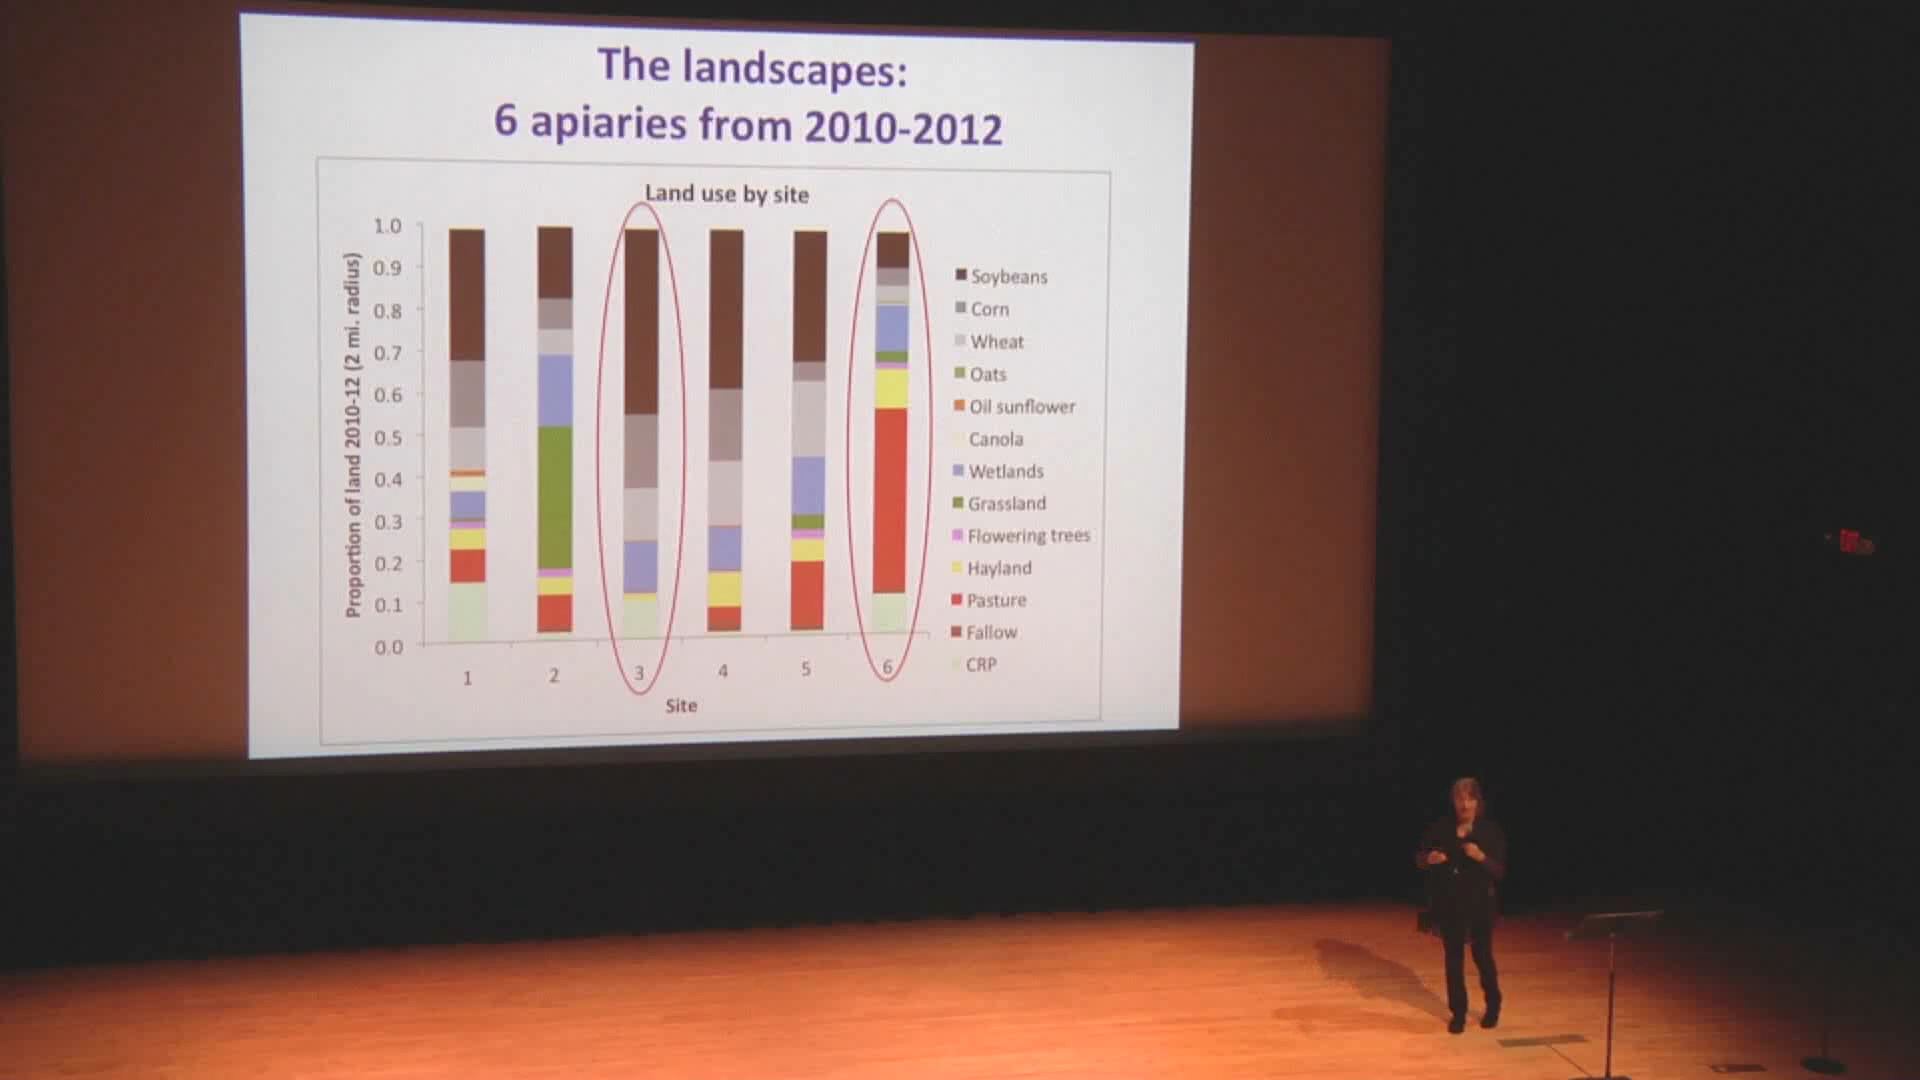 The landscapes:
6 apiaries from 2010-2012
Land use by site
Proportion of land 2010-12 (2 mi. radius)
1.0
0.9
0.8
0.7
0.6
0.5
0.4
0.3
0.2
0.1
0.0
1 2 3 4 5 6
Site
Soybeans
Corn
Wheat
Oats
Oil sunflower
Canola
Wetlands
Grassland
Flowering trees
Hayland
Pasture
Fallow
CRP